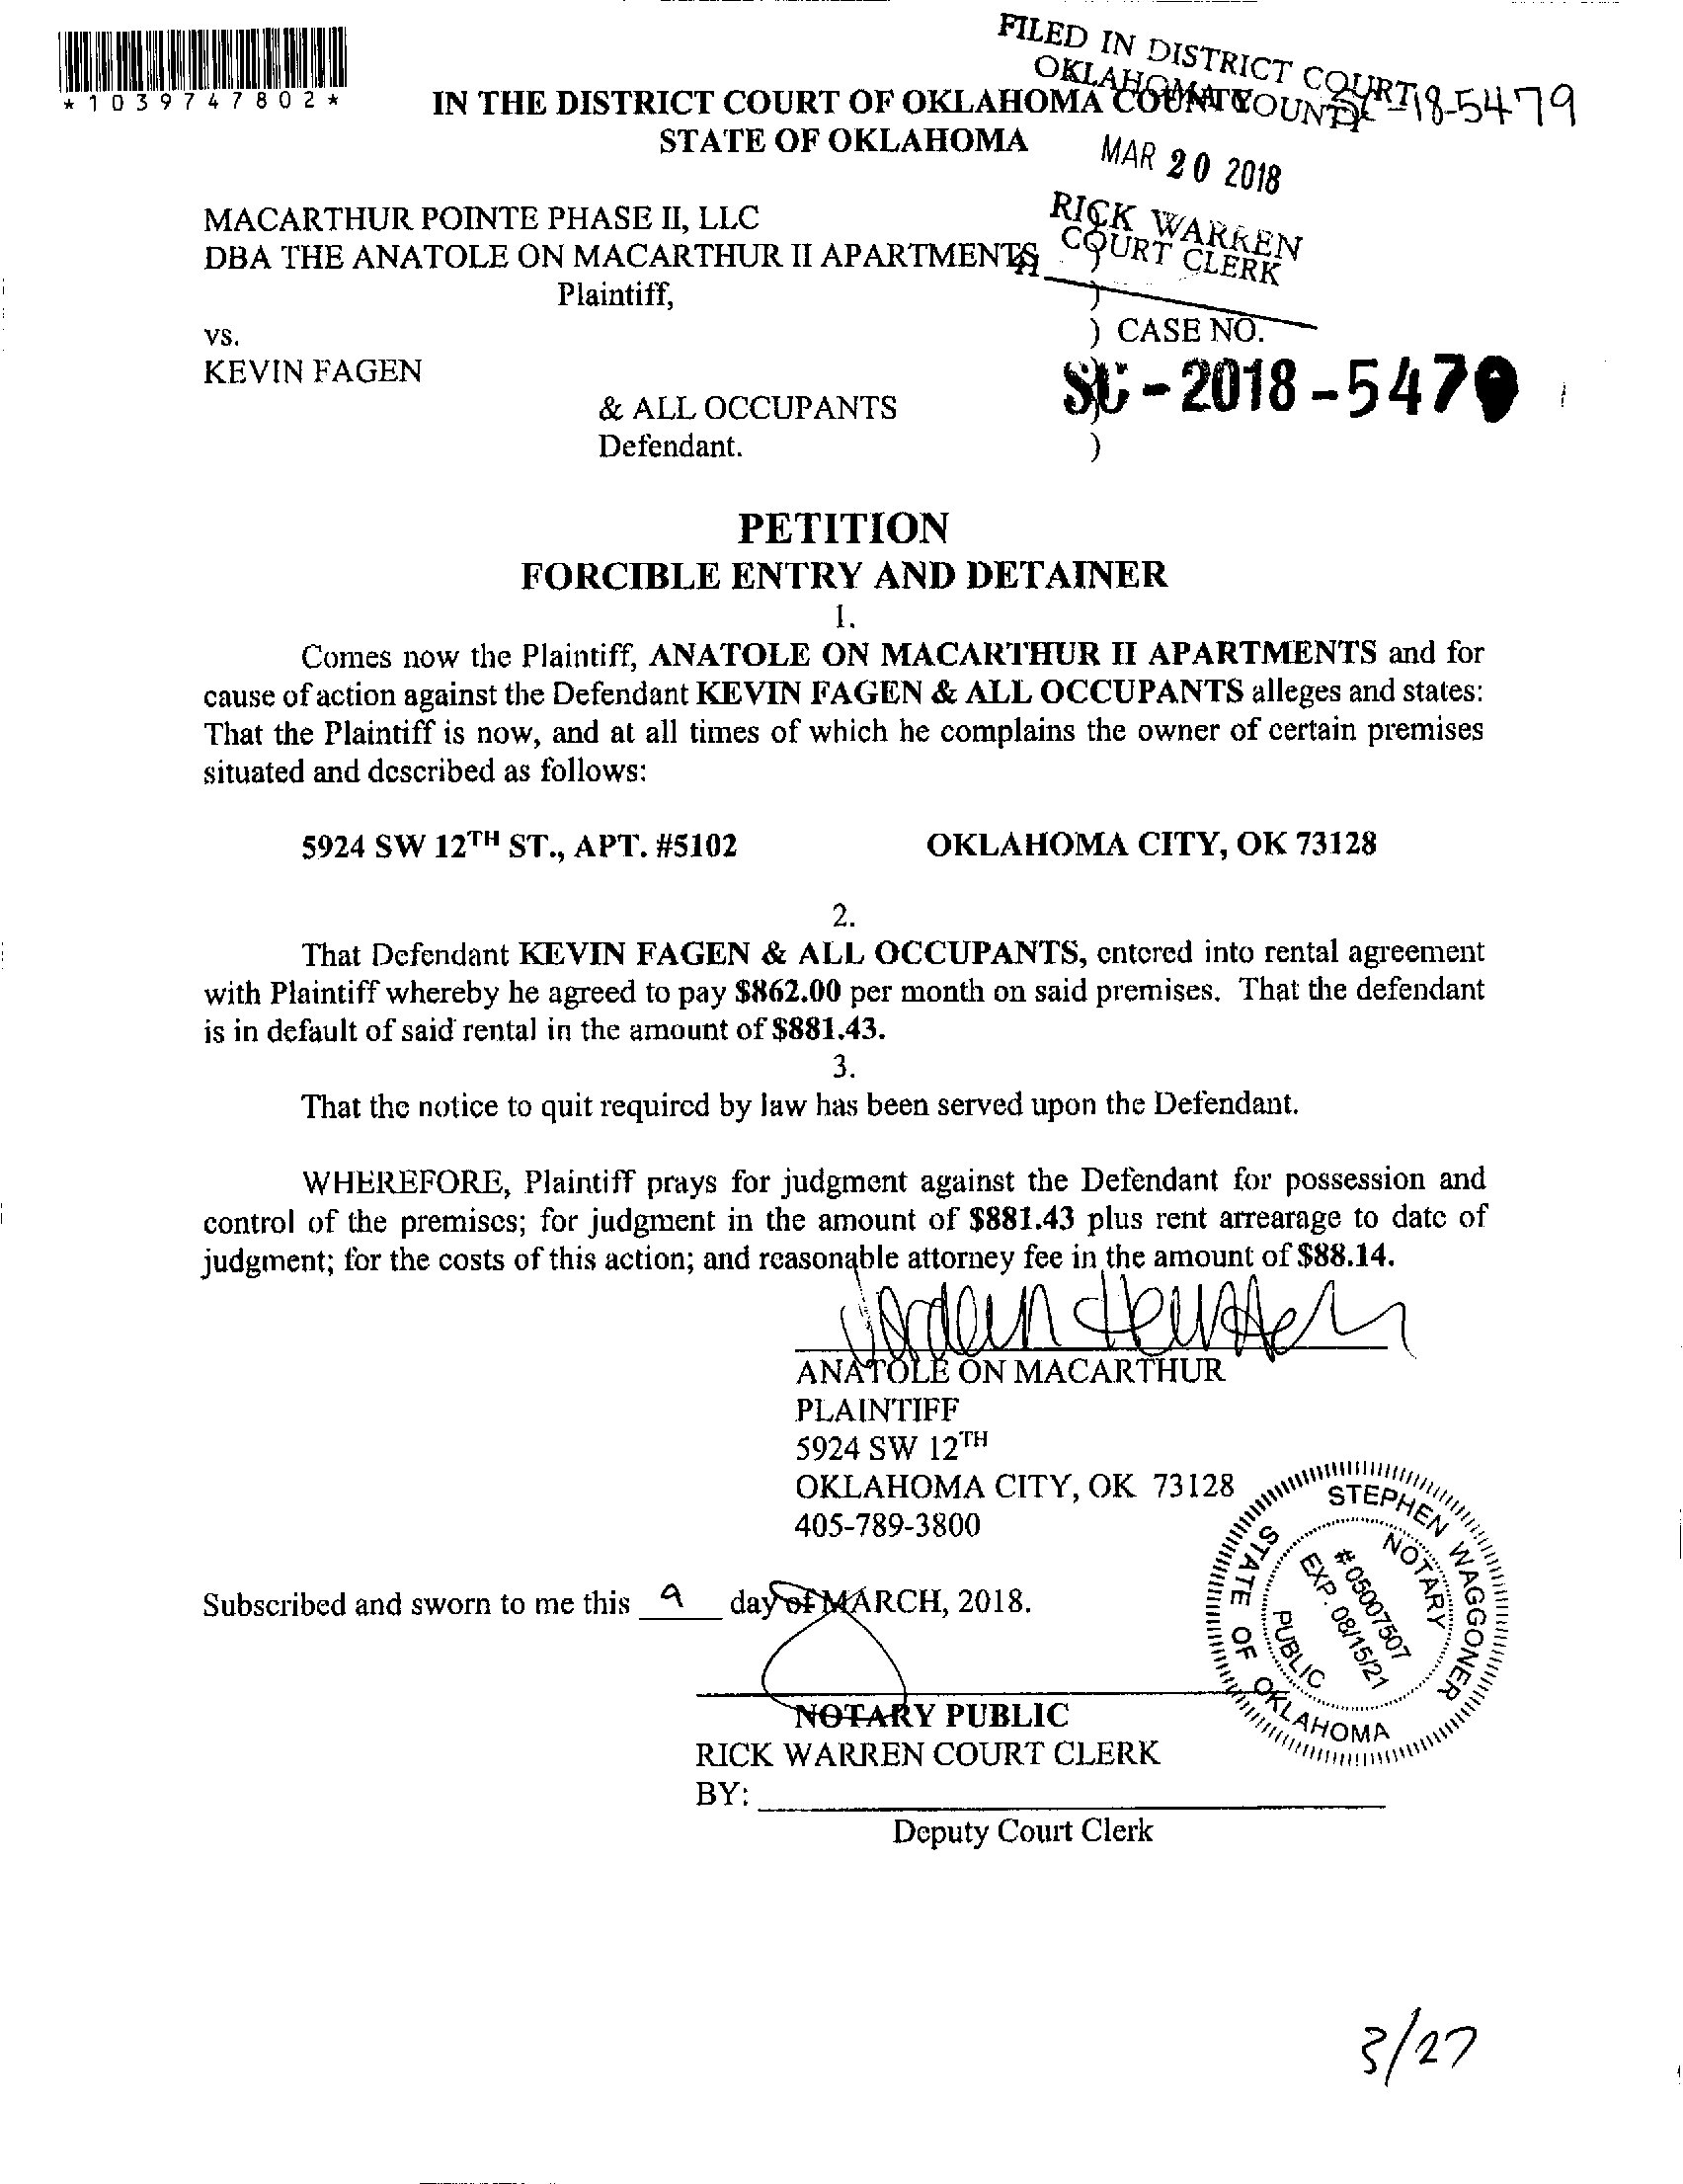 *1039747802*
FILED IN DISTRICT COURT
OKLAHOMA COUNTY
18-5479
IN THE DISTRICT COURT OF OKLAHOMA COUNTY
STATE OF OKLAHOMA
MAR 20 2018
RICK WARREN
COURT CLERK
MACARTHUR POINTE PHASE II, LLC
DBA THE ANATOLE ON MACARTHUR II APARTMENTS )
Plaintiff, )
vs. ) CASE NO.
KEVIN FAGEN
SC - 2018 - 5479
& ALL OCCUPANTS )
Defendant. )
PETITION
FORCIBLE ENTRY AND DETAINER
1.
Comes now the Plaintiff, ANATOLE ON MACARTHUR II APARTMENTS and for
cause of action against the Defendant KEVIN FAGEN & ALL OCCUPANTS alleges and states:
That the Plaintiff is now, and at all times of which he complains the owner of certain premises
situated and described as follows:
5924 SW 12TH ST., APT. #5102 OKLAHOMA CITY, OK 73128
2.
That Defendant KEVIN FAGEN & ALL OCCUPANTS, entered into rental agreement
with Plaintiff whereby he agreed to pay $862.00 per month on said premises. That the defendant
is in default of said rental in the amount of $881.43.
3.
That the notice to quit required by law has been served upon the Defendant.
WHEREFORE, Plaintiff prays for judgment against the Defendant for possession and
control of the premises; for judgment in the amount of $881.43 plus rent arrearage to date of
judgment; for the costs of this action; and reasonable attorney fee in the amount of $88.14.
ANATOLE ON MACARTHUR
PLAINTIFF
5924 SW 12TH
OKLAHOMA CITY, OK 73128
405-789-3800
STEPHEN WAGGONER
NOTARY
#05007507
EXP. 08/15/21
PUBLIC
STATE OF OKLAHOMA
Subscribed and sworn to me this 9 day of MARCH, 2018.
NOTARY PUBLIC
RICK WARREN COURT CLERK
BY:
Deputy Court Clerk
3/27